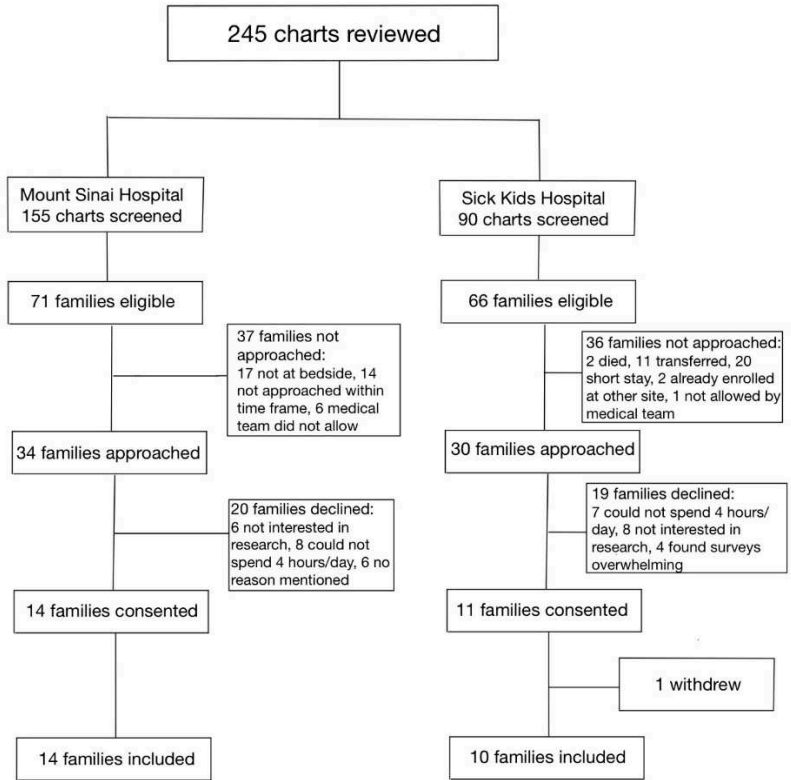 245 charts reviewed
Mount Sinai Hospital
155 charts screened
Sick Kids Hospital
90 charts screened
71 families eligible
66 families eligible
37 families not
approached:
17 not at bedside, 14
not approached within
time frame, 6 medical
team did not allow
36 families not approached:
2 died, 11 transferred, 20
short stay, 2 already enrolled
at other site, 1 not allowed by
medical team
34 families approached
30 families approached
20 families declined:
6 not interested in
research, 8 could not
spend 4 hours/day, 6 no
reason mentioned
19 families declined:
7 could not spend 4 hours/
day, 8 not interested in
research, 4 found surveys
overwhelming
14 families consented
11 families consented
1 withdrew
14 families included
10 families included